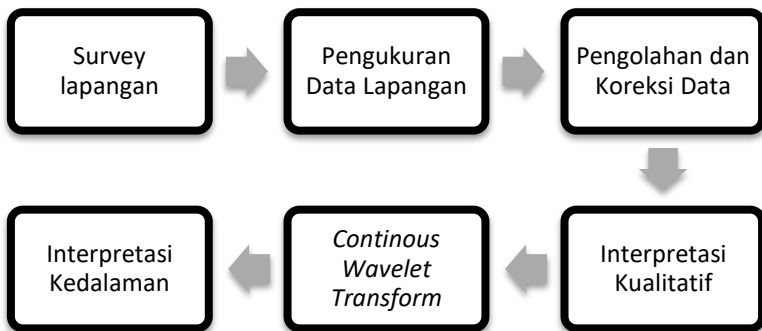 Survey
lapangan
Pengukuran
Data Lapangan
Pengolahan dan
Koreksi Data
Interpretasi
Kualitatif
Continous
Wavelet
Transform
Interpretasi
Kedalaman